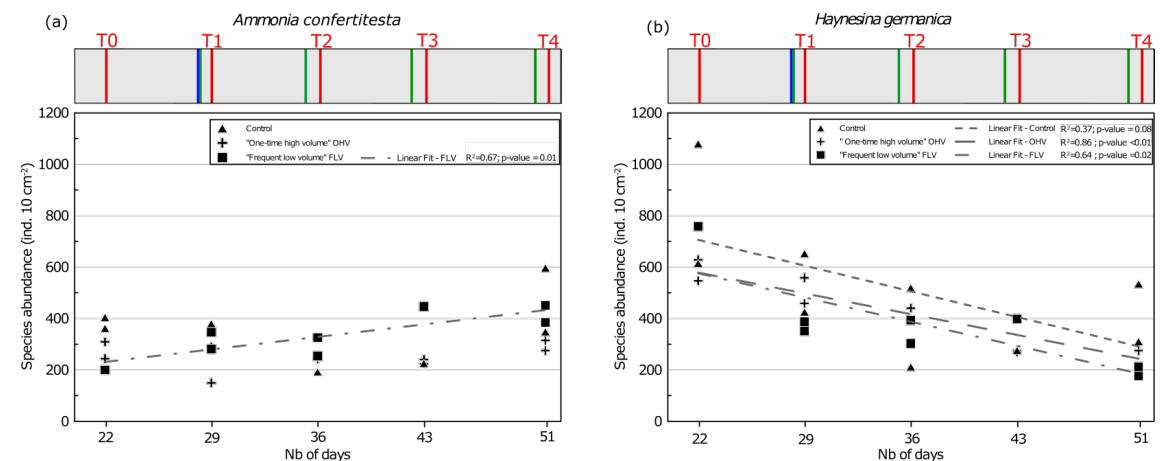 (a)
Ammonia confertitesta
T0 T1 T2 T3 T4
1200
1000
800
600
400
200
0
Species abundance (ind. 10 cm⁻²)
Control
"One-time high volume" OHV
"Frequent low volume" FLV
Linear Fit - FLV R²=0.67; p-value = 0.01
22 29 36 43 51
Nb of days
(b)
Haynesina germanica
T0 T1 T2 T3 T4
1200
1000
800
600
400
200
0
Species abundance (ind. 10 cm⁻²)
Control Linear Fit - Control R²=0.37; p-value = 0.08
" One-time high volume" OHV Linear Fit - OHV R²=0.86 ; p-value <0.01
"Frequent low volume" FLV Linear Fit - FLV R²=0.64 ; p-value =0.02
22 29 36 43 51
Nb of days